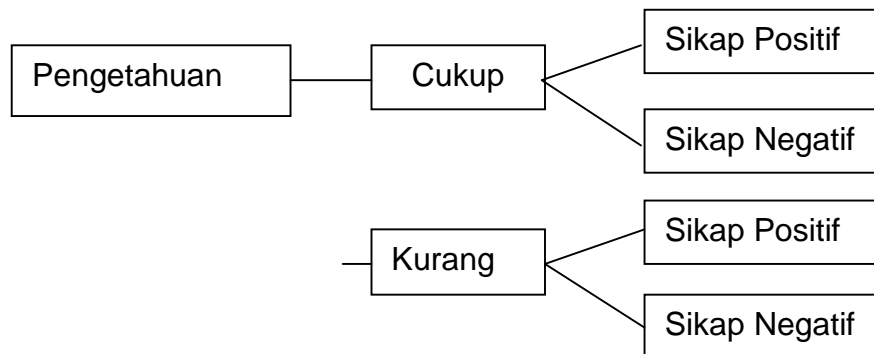 Sikap Positif
Pengetahuan
Cukup
Sikap Negatif
Sikap Positif
Kurang
Sikap Negatif